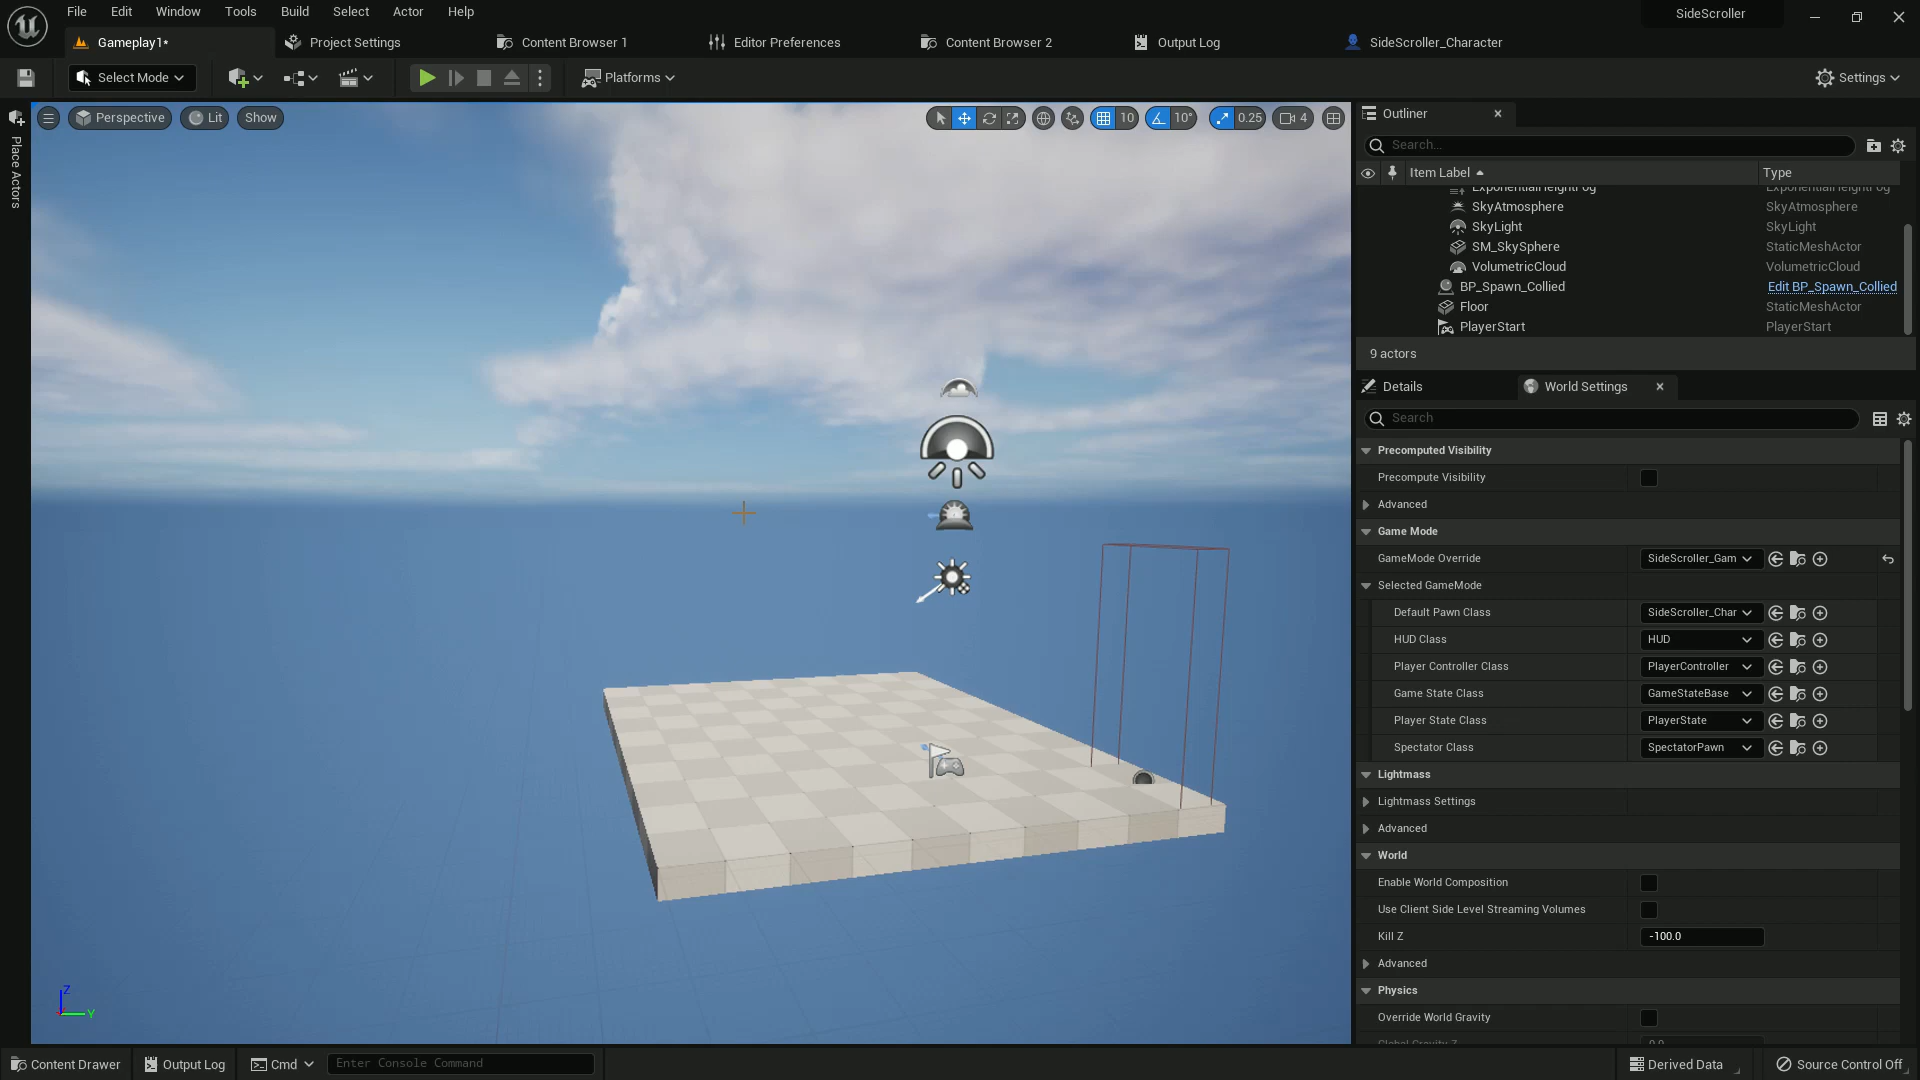 File Edit Window Tools Build Select Actor Help
SideScroller
Gameplay1*
Project Settings
Content Browser 1
Editor Preferences
Content Browser 2
Output Log
SideScroller_Character
Select Mode
Platforms
Settings
Place Actors
Perspective
Lit
Show
10
10°
0.25
4
Outliner
Search...
Item Label
Type
ExponentialHeightFog ExponentialHeightFog
SkyAtmosphere SkyAtmosphere
SkyLight SkyLight
SM_SkySphere StaticMeshActor
VolumetricCloud VolumetricCloud
BP_Spawn_Collied Edit BP_Spawn_Collied
Floor StaticMeshActor
PlayerStart PlayerStart
9 actors
Details
World Settings
Search
Precomputed Visibility
Precompute Visibility
Advanced
Game Mode
GameMode Override SideScroller_Gam
Selected GameMode
Default Pawn Class SideScroller_Char
HUD Class HUD
Player Controller Class PlayerController
Game State Class GameStateBase
Player State Class PlayerState
Spectator Class SpectatorPawn
Lightmass
Lightmass Settings
Advanced
World
Enable World Composition
Use Client Side Level Streaming Volumes
Kill Z -100.0
Advanced
Physics
Override World Gravity
Global Gravity Z 0.0
Z
Y
Content Drawer
Output Log
Cmd
Enter Console Command
Derived Data
Source Control Off